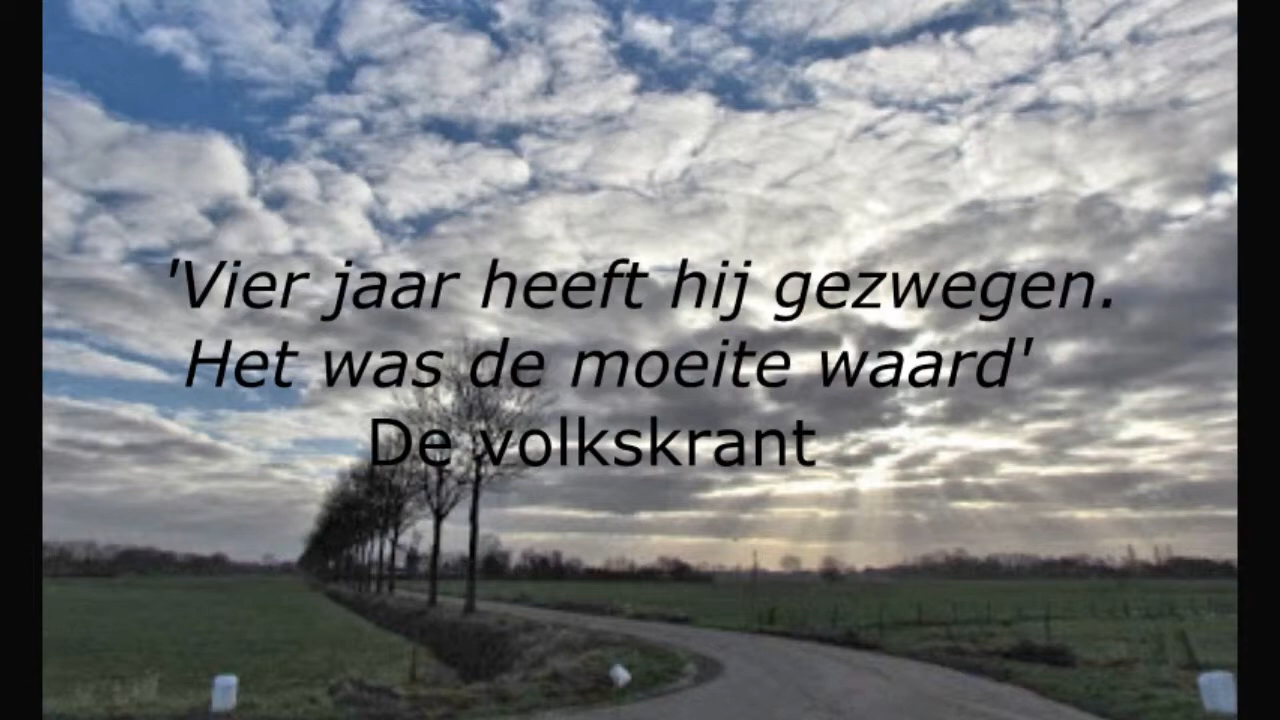 'Vier jaar heeft hij gezwegen.
Het was de moeite waard'
De volkskrant